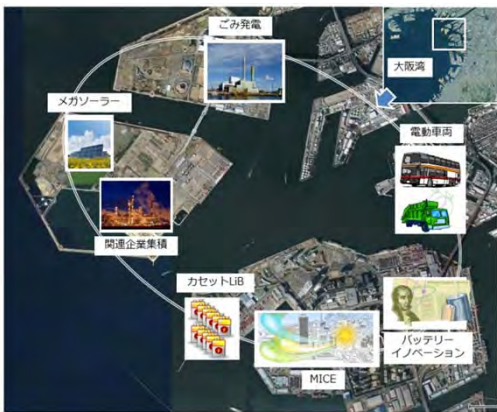 ごみ発電
大阪湾
メガソーラー
電動車両
関連企業集積
カセットLiB
バッテリー
イノベーション
MICE